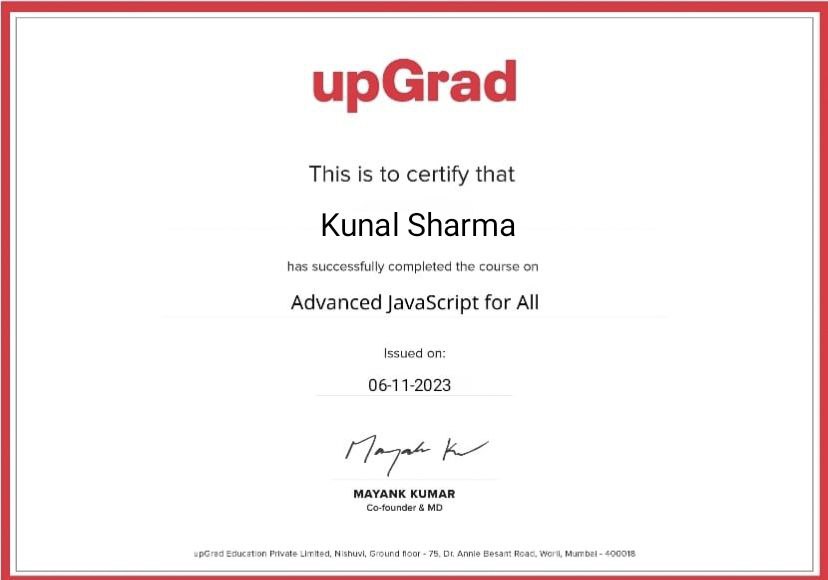 upGrad
This is to certify that
Kunal Sharma
has successfully completed the course on
Advanced JavaScript for All
Issued on:
06-11-2023
Mayank Kr
MAYANK KUMAR
Co-founder & MD
upGrad Education Private Limited, Nishuvi, Ground floor - 75, Dr. Annie Besant Road, Worli, Mumbai - 400018